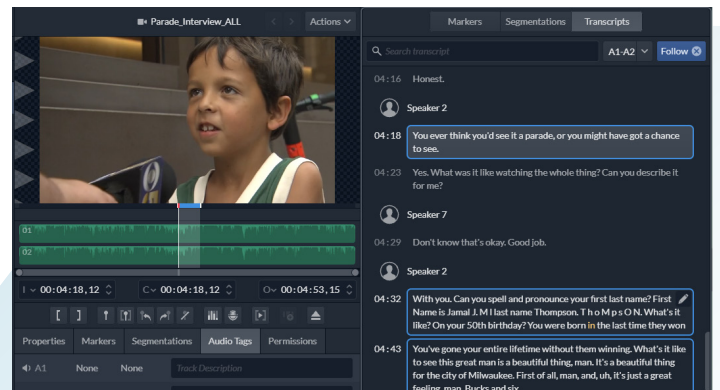 Parade_Interview_ALL
Actions
01
02
I 00:04:18,12
C 00:04:18,12
O 00:04:53,15
Properties Markers Segmentations Audio Tags Permissions
A1 None None Track Description
Markers Segmentations Transcripts
Search transcript
A1-A2
Follow
04:16 Honest.
Speaker 2
04:18 You ever think you'd see it a parade, or you might have got a chance
to see.
04:23 Yes. What was it like watching the whole thing? Can you describe it
for me?
Speaker 7
04:29 Don't know that's okay. Good job.
Speaker 2
04:32 With you. Can you spell and pronounce your first last name? First
Name is Jamal J. M I last name Thompson. T h o M p s O N. What's it
like? On your 50th birthday? You were born in the last time they won
04:43 You've gone your entire lifetime without them winning. What's it like
to see this great man is a beautiful thing, man. It's a beautiful thing
for the city of Milwaukee. First of all, man, and, uh, it's just a great
feeling, man. Bucks and six